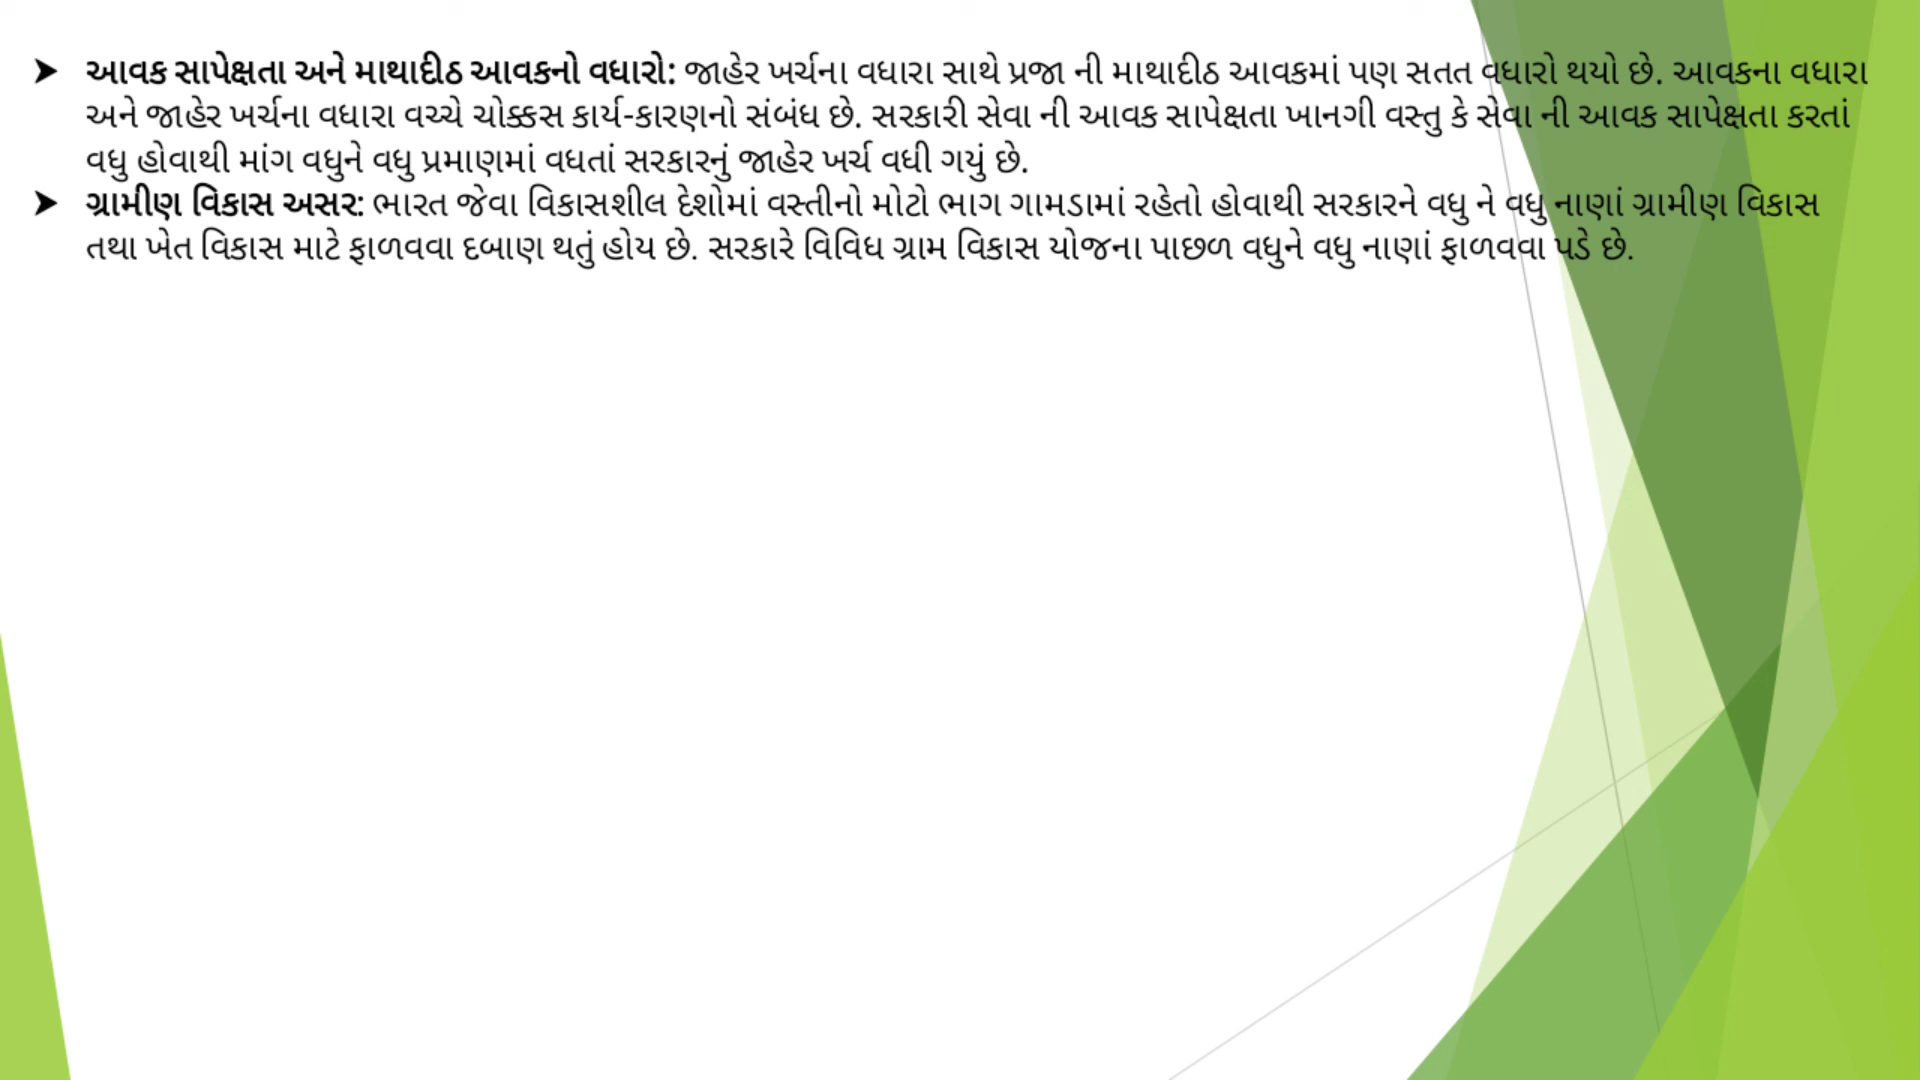 ➤ આવક સાપેક્ષતા અને માથાદીઠ આવકનો વધારો: જાહેર ખર્ચના વધારા સાથે પ્રજા ની માથાદીઠ આવકમાં પણ સતત વધારો થયો છે. આવકના વધારા
અને જાહેર ખર્ચના વધારા વચ્ચે ચોક્કસ કાર્ય-કારણનો સંબંધ છે. સરકારી સેવા ની આવક સાપેક્ષતા ખાનગી વસ્તુ કે સેવા ની આવક સાપેક્ષતા કરતાં
વધુ હોવાથી માંગ વધુને વધુ પ્રમાણમાં વધતાં સરકારનું જાહેર ખર્ચ વધી ગયું છે.
➤ ગ્રામીણ વિકાસ અસર: ભારત જેવા વિકાસશીલ દેશોમાં વસ્તીનો મોટો ભાગ ગામડામાં રહેતો હોવાથી સરકારને વધુ ને વધુ નાણાં ગ્રામીણ વિકાસ
તથા ખેત વિકાસ માટે ફાળવવા દબાણ થતું હોય છે. સરકારે વિવિધ ગ્રામ વિકાસ યોજના પાછળ વધુને વધુ નાણાં ફાળવવા પડે છે.